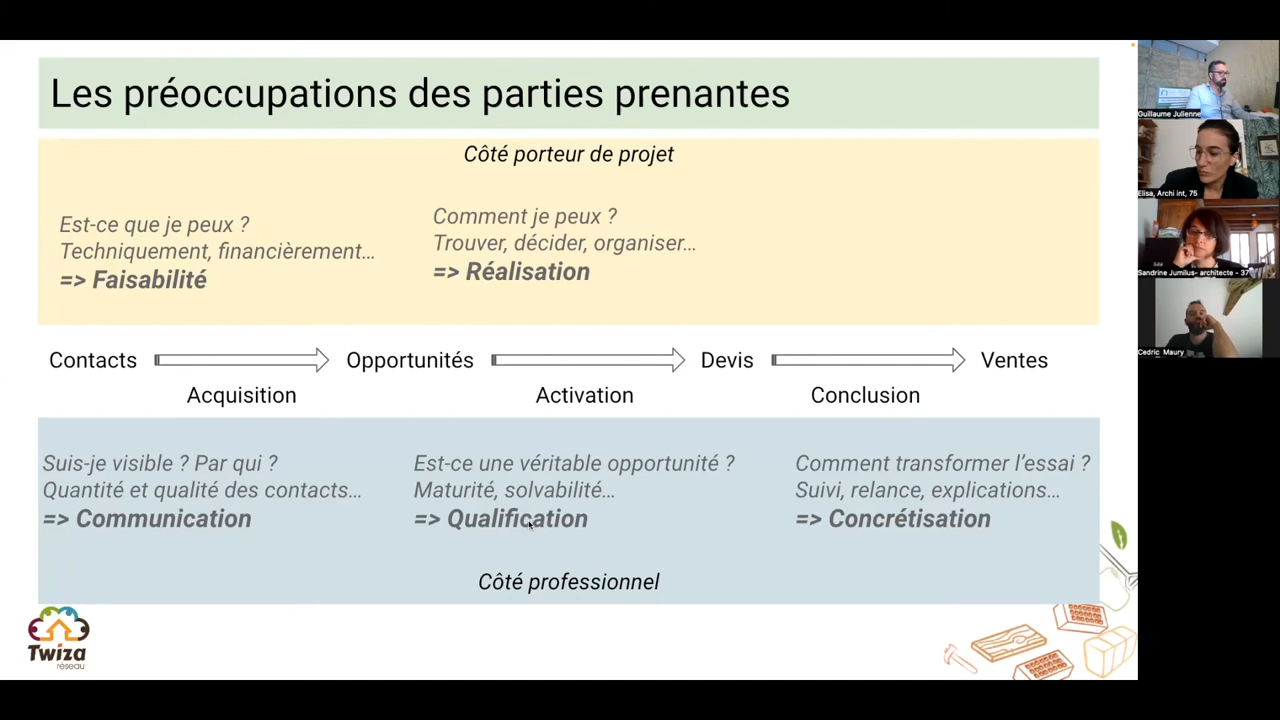 Les préoccupations des parties prenantes
Côté porteur de projet
Est-ce que je peux ?
Techniquement, financièrement…
=> Faisabilité
Comment je peux ?
Trouver, décider, organiser…
=> Réalisation
Contacts
Opportunités
Devis
Ventes
Acquisition
Activation
Conclusion
Suis-je visible ? Par qui ?
Quantité et qualité des contacts…
=> Communication
Est-ce une véritable opportunité ?
Maturité, solvabilité…
=> Qualification
Comment transformer l’essai ?
Suivi, relance, explications…
=> Concrétisation
Côté professionnel
Twiza
réseau
Guillaume Julienne
Elisa, Archi int, 75
Sandrine Jumilus- architecte - 37
Cedric Maury